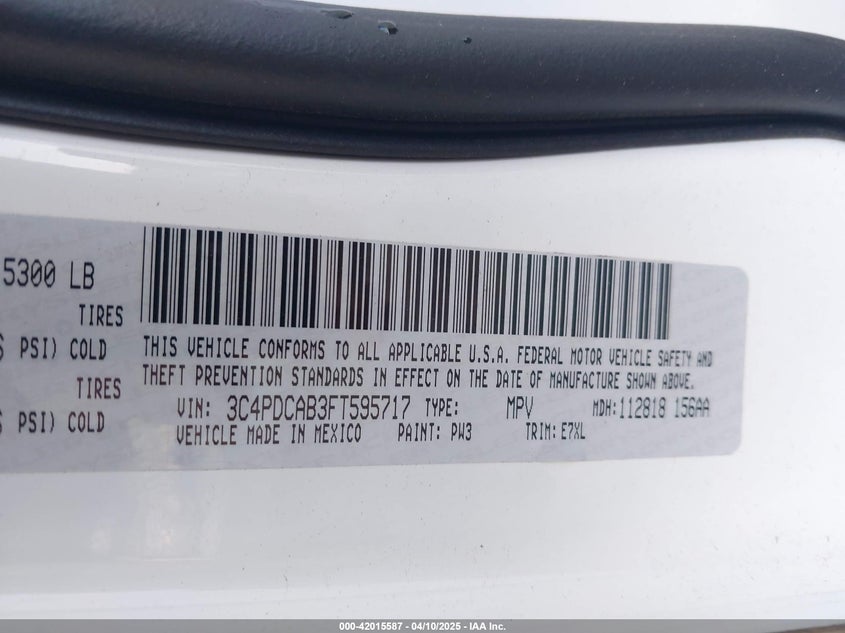 5300 LB
TIRES
PSI) COLD
TIRES
PSI) COLD
THIS VEHICLE CONFORMS TO ALL APPLICABLE U.S.A. FEDERAL MOTOR VEHICLE SAFETY AND
THEFT PREVENTION STANDARDS IN EFFECT ON THE DATE OF MANUFACTURE SHOWN ABOVE.
VIN: 3C4PDCAB3FT595717 TYPE: MPV MDH:112818 156AA
VEHICLE MADE IN MEXICO PAINT: PW3 TRIM: E7XL
000-42015587 - 04/10/2025 - IAA Inc.